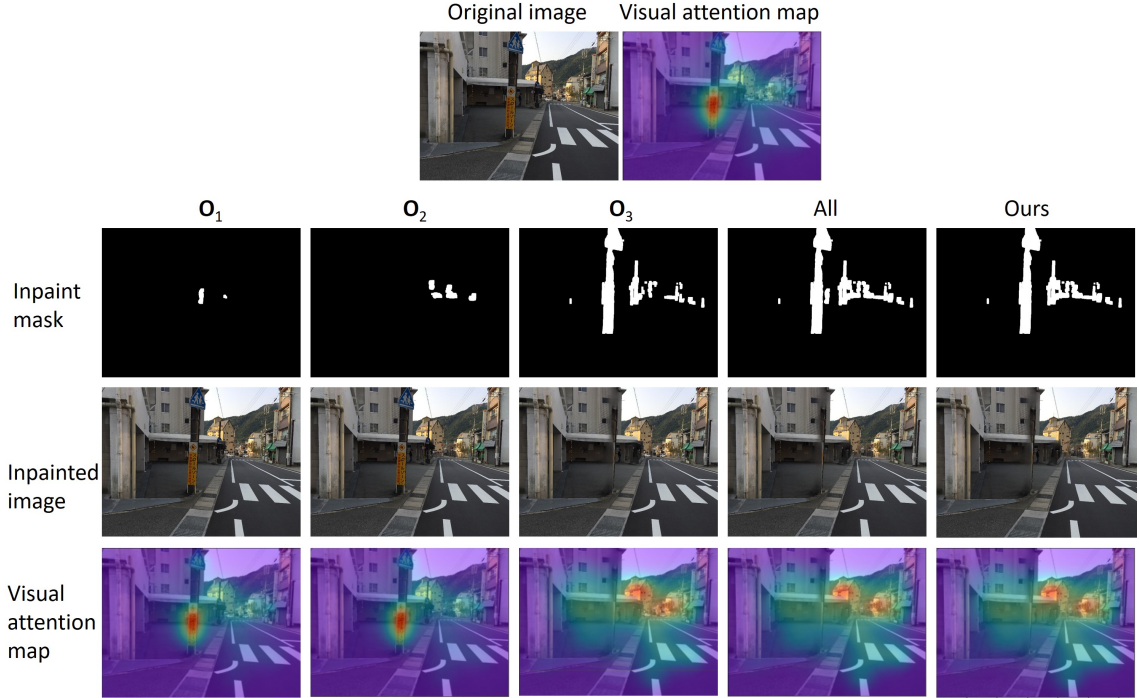 Original image Visual attention map
O₁ O₂ O₃ All Ours
Inpaint
mask
Inpainted
image
Visual
attention
map